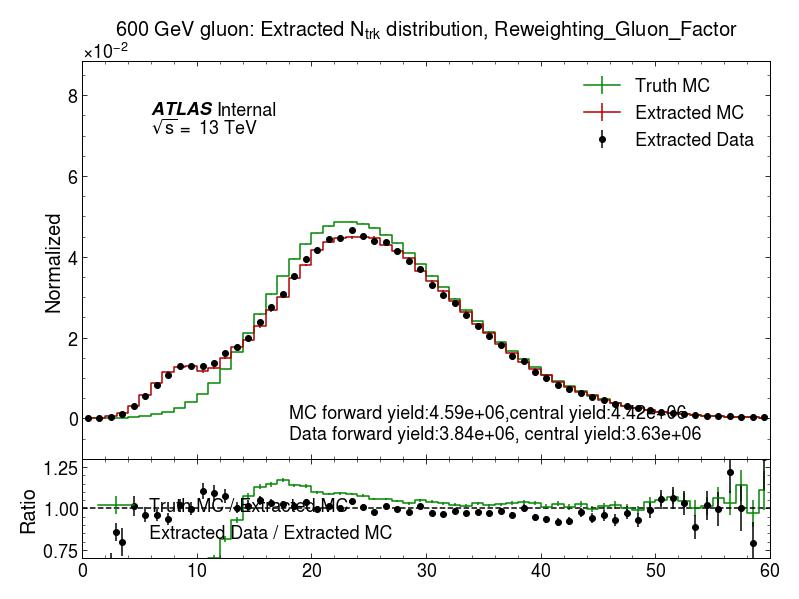 600 GeV gluon: Extracted Ntrk distribution, Reweighting_Gluon_Factor
×10−2
ATLAS Internal
√s = 13 TeV
Truth MC
Extracted MC
Extracted Data
Normalized
8
6
4
2
0
MC forward yield:4.59e+06,central yield:4.42e+06
Data forward yield:3.84e+06, central yield:3.63e+06
Ratio
1.25
1.00
0.75
Truth MC / Extracted MC
Extracted Data / Extracted MC
0 10 20 30 40 50 60